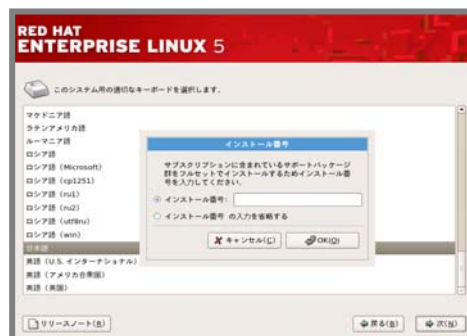 RED HAT
ENTERPRISE LINUX 5
このシステム用の適切なキーボードを選択します。
マケドニア語
ラテンアメリカ語
ルーマニア語
ロシア語
ロシア語 (Microsoft)
ロシア語 (cp1251)
ロシア語 (ru1)
ロシア語 (ru2)
ロシア語 (utf8ru)
ロシア語 (win)
日本語
英語 (U.S. インターナショナル)
英語 (アメリカ合衆国)
英語 (英国)
インストール番号
サブスクリプションに含まれているサポートパッケージ
群をフルセットでインストールするためインストール番
号を入力してください。
インストール番号:
インストール番号 の入力を省略する
キャンセル(C)
OK(O)
リリースノート(R)
戻る(B)
次(N)